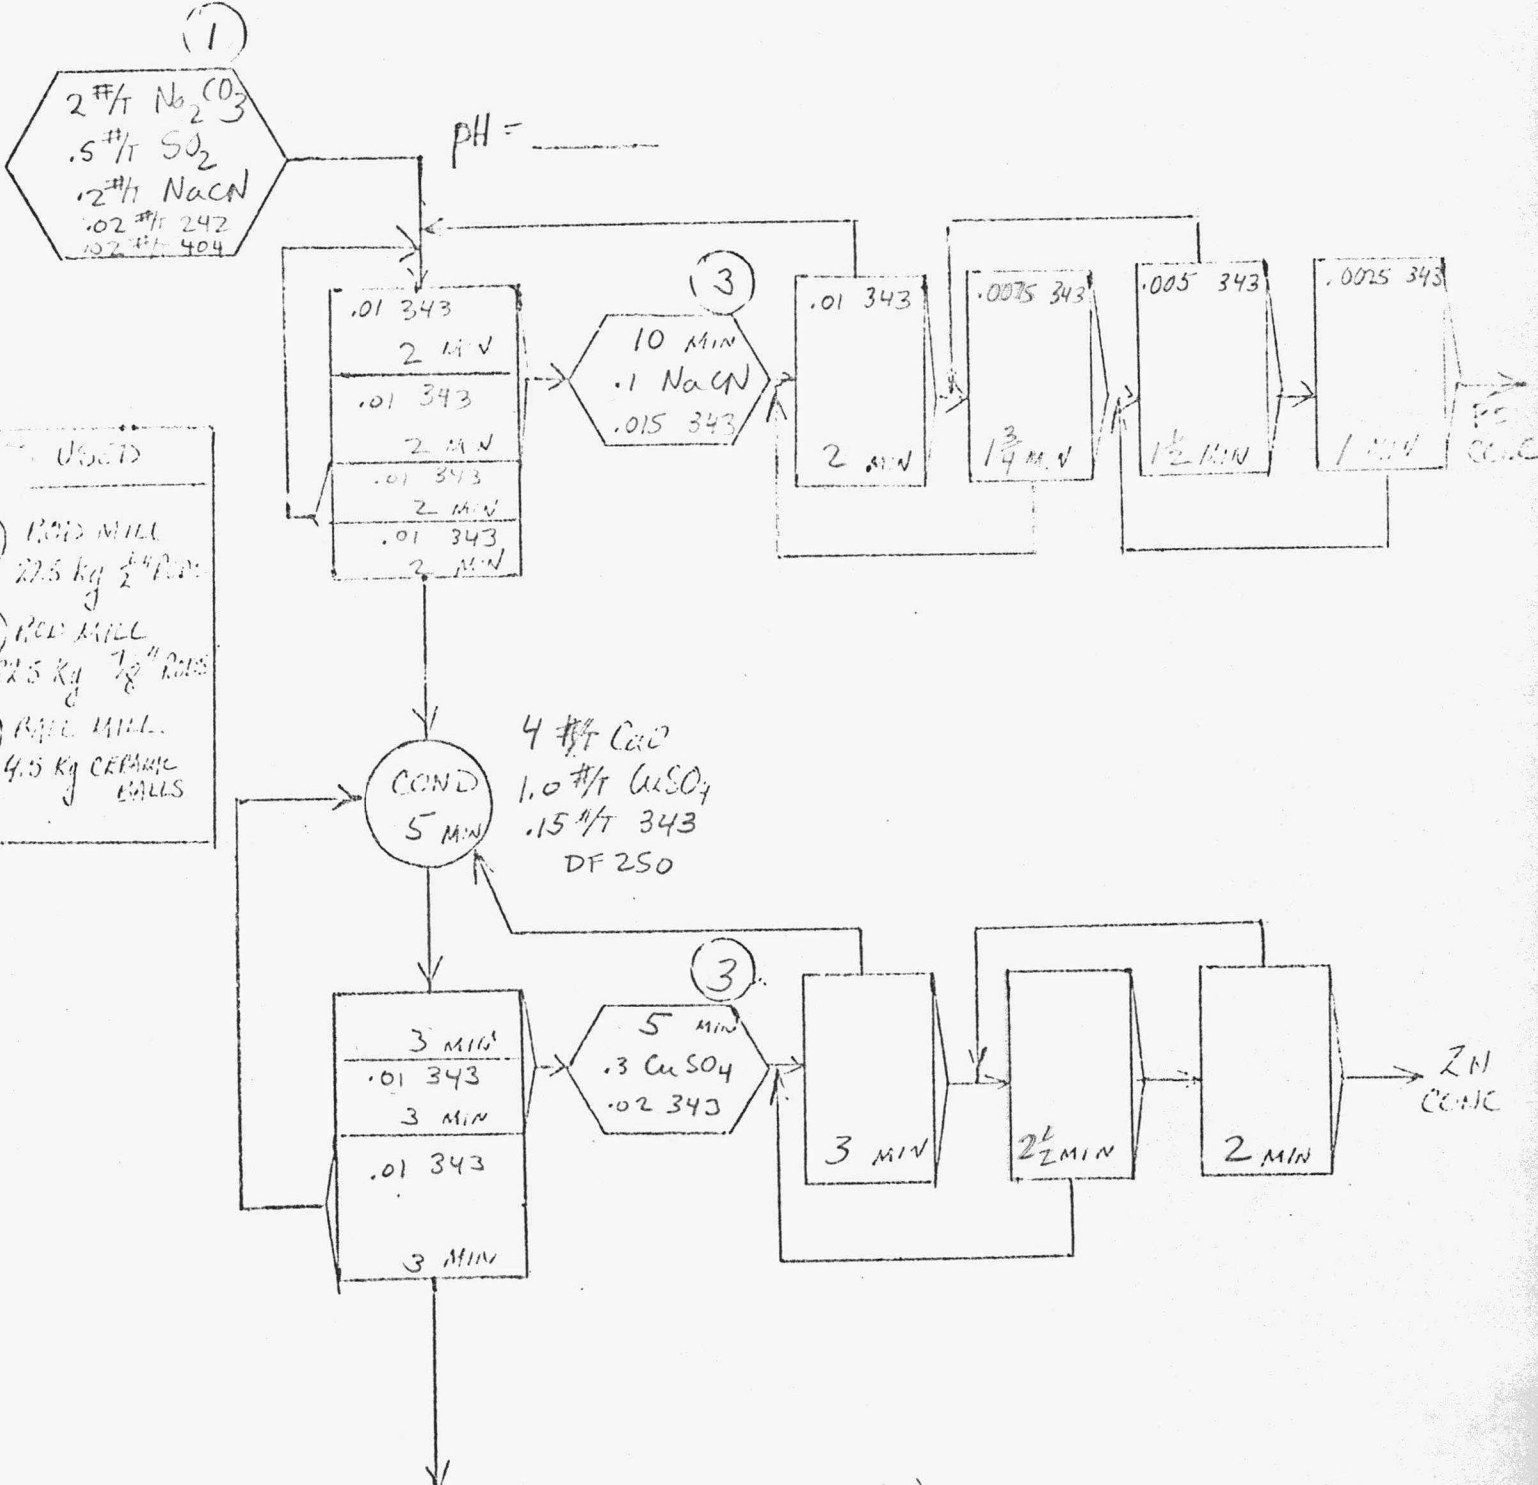 1
2 #/T Na2CO3
.5 #/T SO2
.2 #/T NaCN
.02 #/T 242
.02 #/T 404
pH = ______
.01 343
2 MIN
.01 343
2 MIN
.01 343
2 MIN
.01 343
2 MIN
3
10 MIN
.1 NaCN
.015 343
.01 343
2 MIN
.0075 343
1 3/4 MIN
.005 343
1 1/2 MIN
.0025 343
1 MIN
USED
ROD MILL
22.5 kg 1/2" RODS
ROD MILL
22.5 Kg 7/8" RODS
BALL MILL
4.5 Kg CERAMIC
BALLS
COND
5 MIN
4 #/T CaO
1.0 #/T CuSO4
.15 #/T 343
DF 250
3 MIN
.01 343
3 MIN
.01 343
3 MIN
3
5 MIN
.3 CuSO4
.02 343
3 MIN
2 1/2 MIN
2 MIN
ZN
CONC